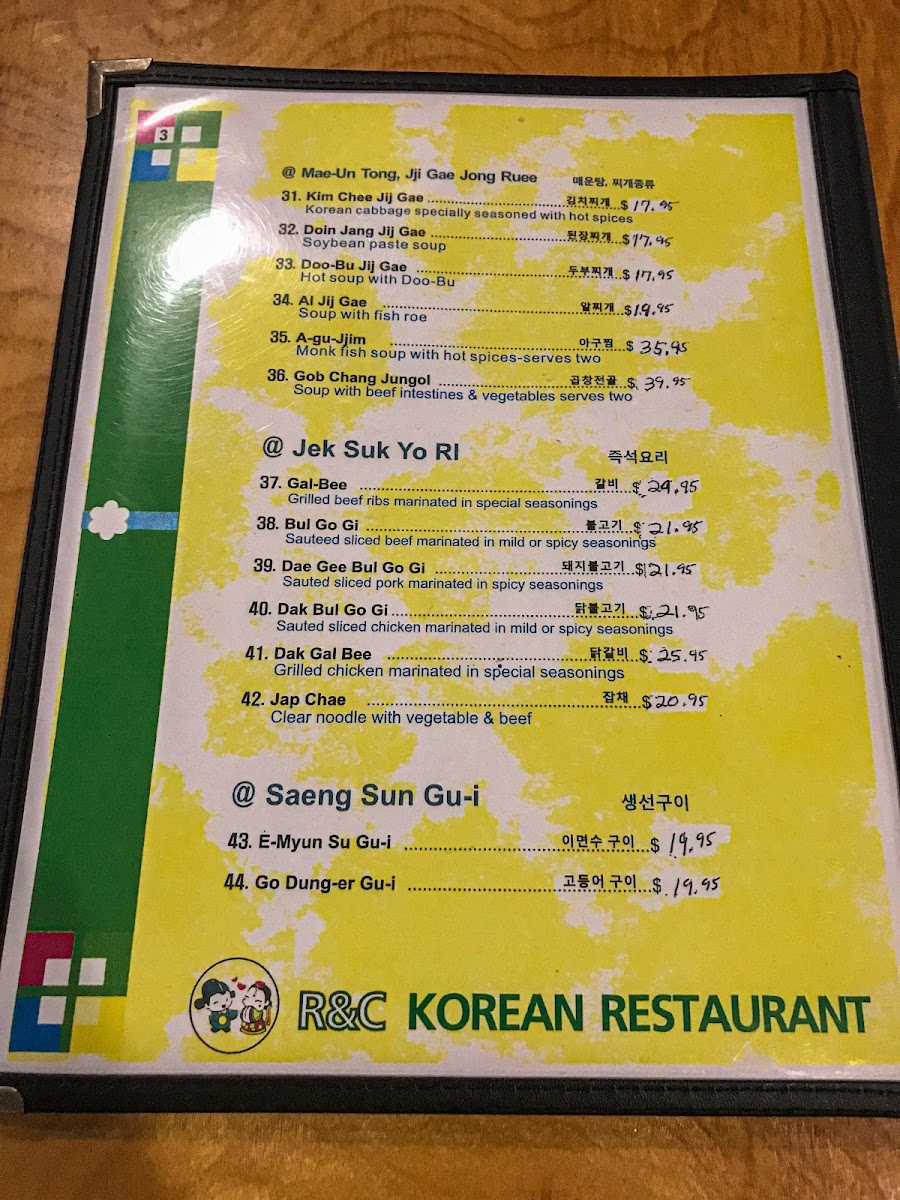 3
@ Mae-Un Tong, Jji Gae Jong Ruee 매운탕, 찌개종류
31. Kim Chee Jij Gae 김치찌개 $ 17.95
Korean cabbage specially seasoned with hot spices
32. Doin Jang Jij Gae 된장찌개 $ 17.95
Soybean paste soup
33. Doo-Bu Jij Gae 두부찌개 $ 17.95
Hot soup with Doo-Bu
34. Al Jij Gae 알찌개 $ 19.95
Soup with fish roe
35. A-gu-Jjim 아구찜 $ 35.95
Monk fish soup with hot spices-serves two
36. Gob Chang Jungol 곱창전골 $ 39.95
Soup with beef intestines & vegetables serves two
@ Jek Suk Yo RI 즉석요리
37. Gal-Bee 갈비 $ 29.95
Grilled beef ribs marinated in special seasonings
38. Bul Go Gi 불고기 $ 21.95
Sauteed sliced beef marinated in mild or spicy seasonings
39. Dae Gee Bul Go Gi 돼지불고기 $ 21.95
Sauted sliced pork marinated in spicy seasonings
40. Dak Bul Go Gi 닭불고기 $ 21.95
Sauted sliced chicken marinated in mild or spicy seasonings
41. Dak Gal Bee 닭갈비 $ 25.95
Grilled chicken marinated in special seasonings
42. Jap Chae 잡채 $ 20.95
Clear noodle with vegetable & beef
@ Saeng Sun Gu-i 생선구이
43. E-Myun Su Gu-i 이면수 구이 $ 19.95
44. Go Dung-er Gu-i 고등어 구이 $ 19.95
R&C KOREAN RESTAURANT